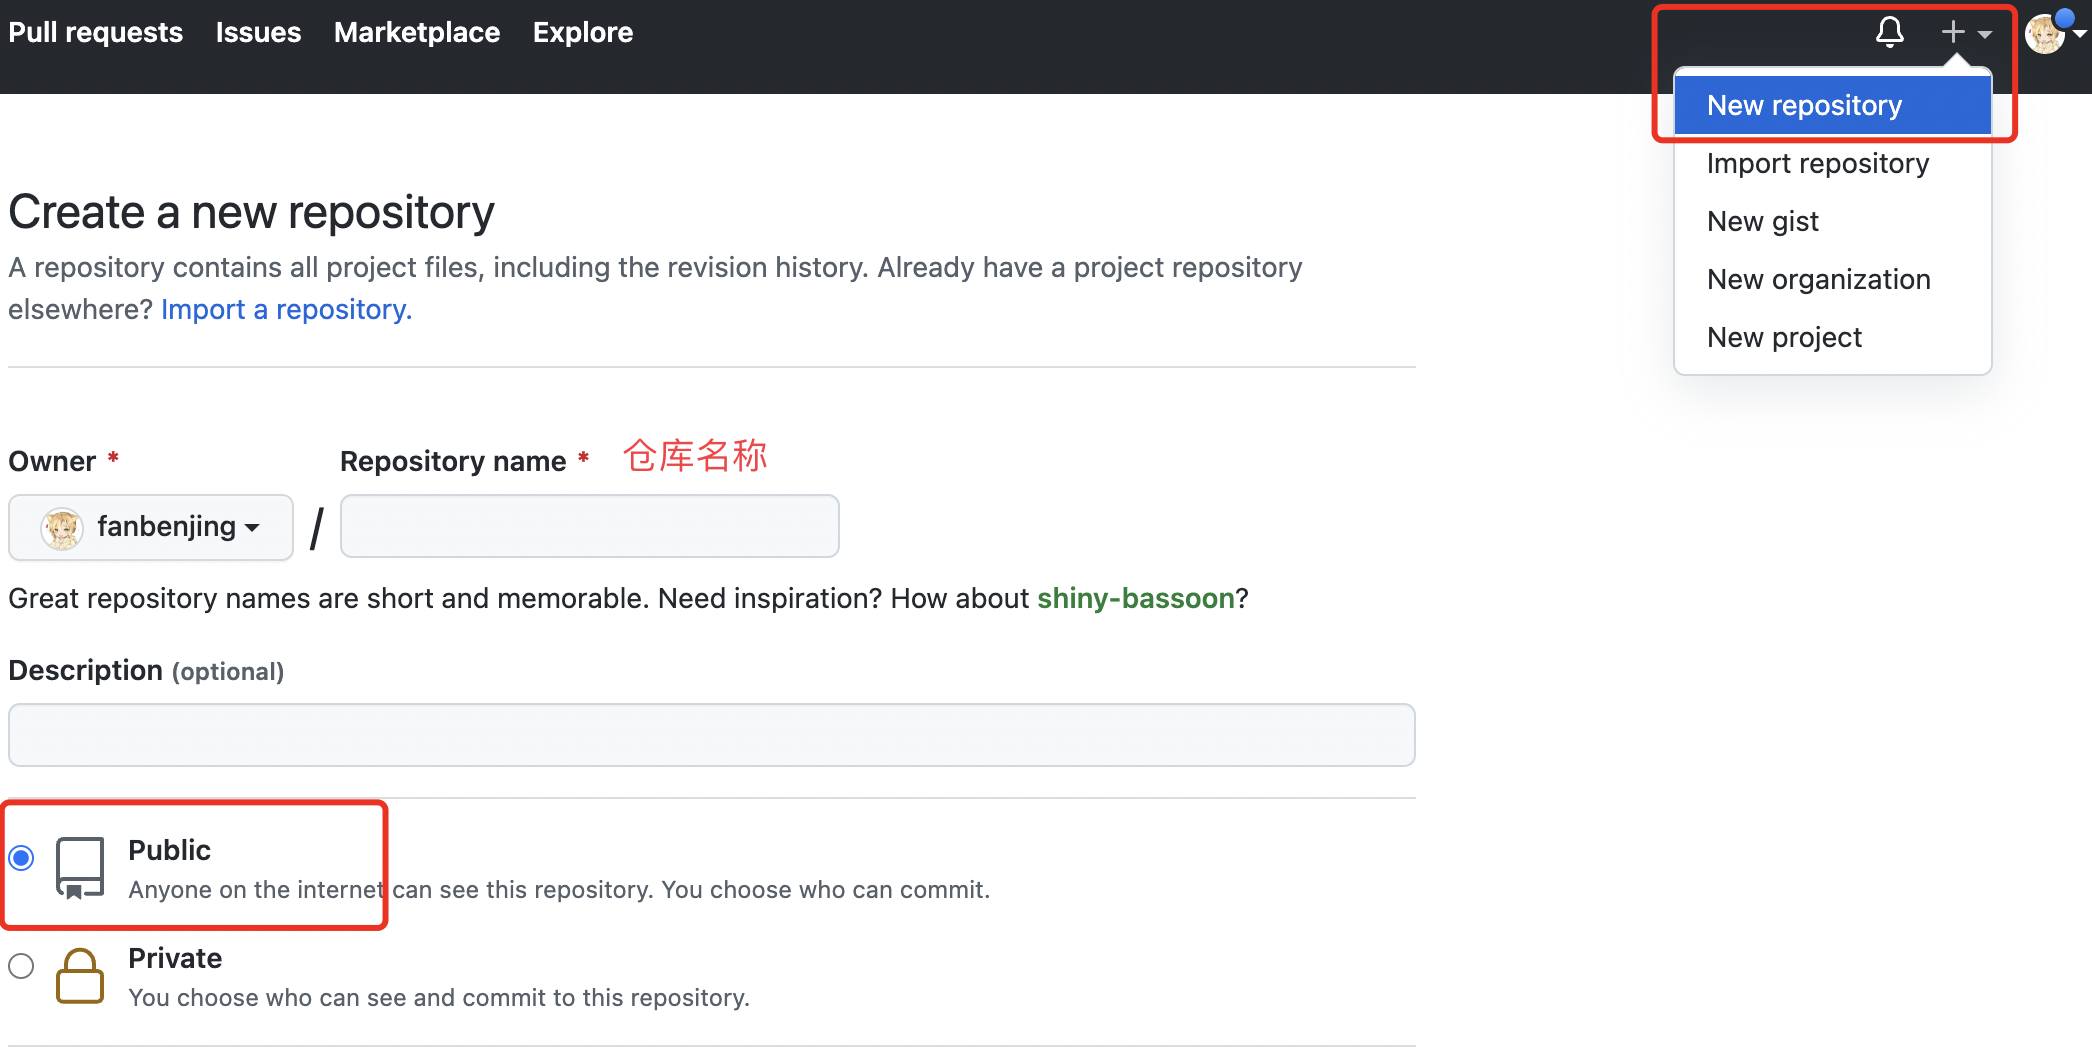 Pull requests Issues Marketplace Explore
New repository
Import repository
New gist
New organization
New project
Create a new repository
A repository contains all project files, including the revision history. Already have a project repository
elsewhere? Import a repository.
Owner * Repository name * 仓库名称
fanbenjing /
Great repository names are short and memorable. Need inspiration? How about shiny-bassoon?
Description (optional)
Public
Anyone on the internet can see this repository. You choose who can commit.
Private
You choose who can see and commit to this repository.